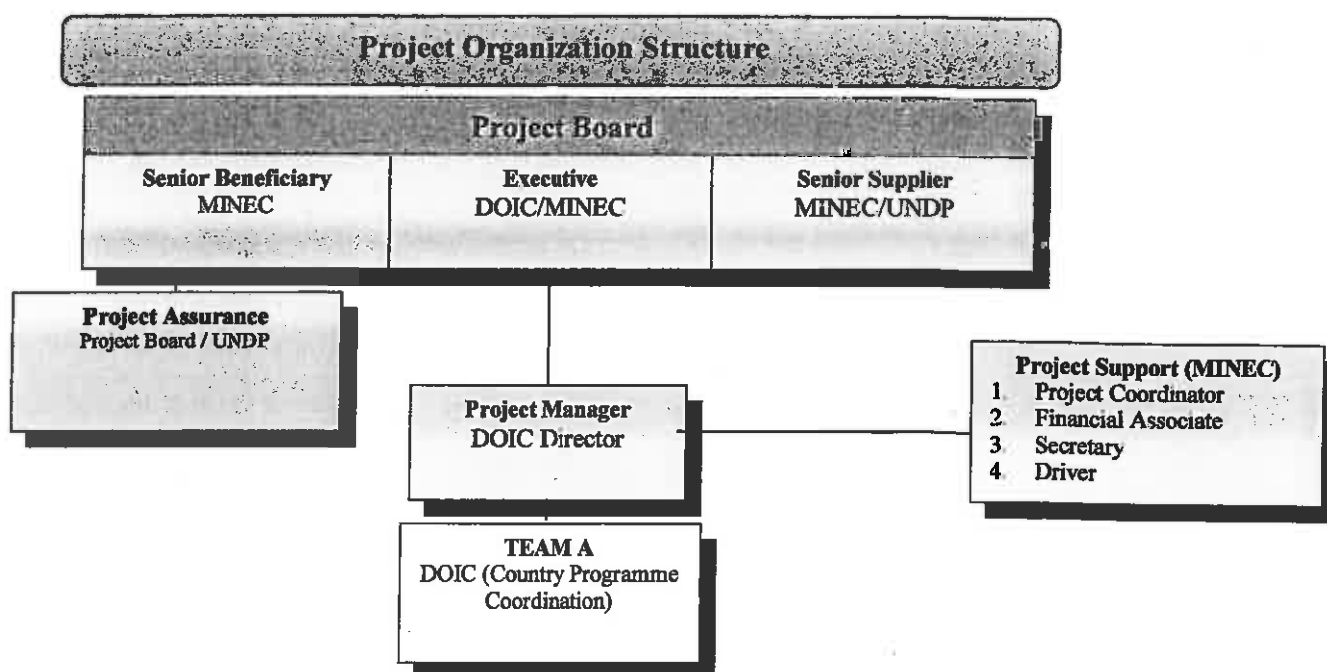 Project Organization Structure
Project Board
Senior Beneficiary
MINEC
Executive
DOIC/MINEC
Senior Supplier
MINEC/UNDP
Project Assurance
Project Board / UNDP
Project Manager
DOIC Director
Project Support (MINEC)
1. Project Coordinator
2. Financial Associate
3. Secretary
4. Driver
TEAM A
DOIC (Country Programme
Coordination)